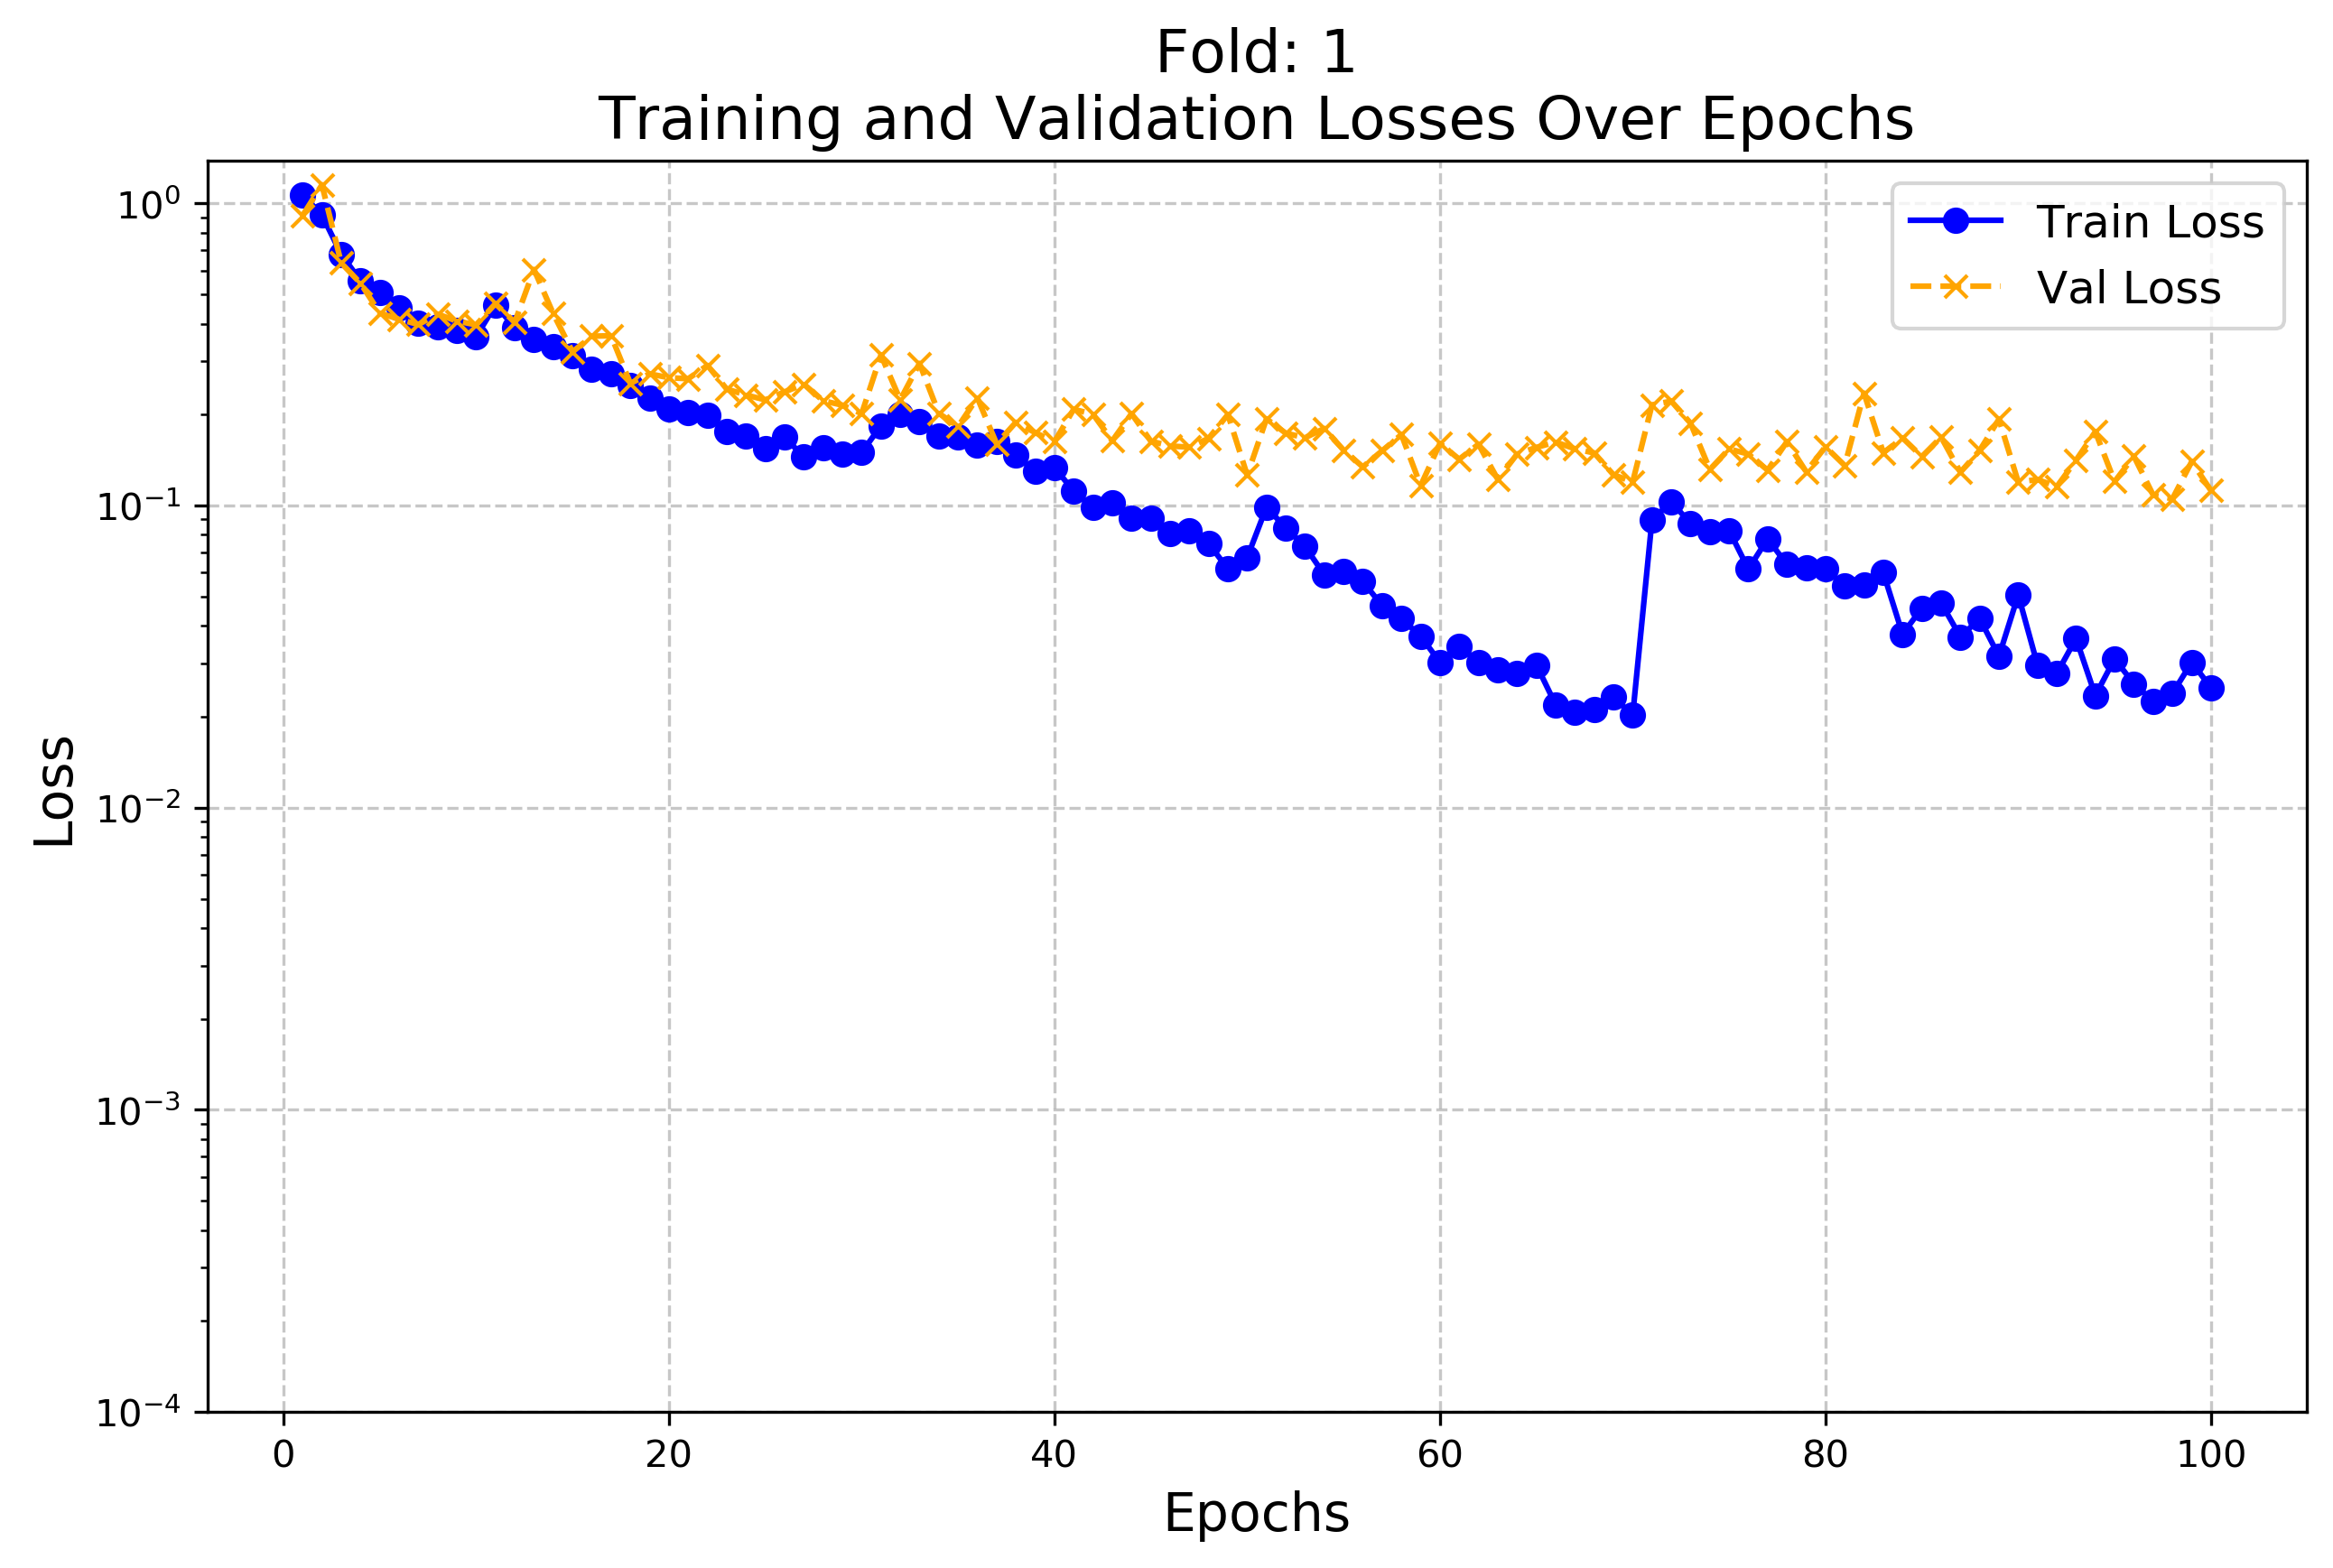 Fold: 1
Training and Validation Losses Over Epochs
Train Loss
Val Loss
10⁰
10⁻¹
10⁻²
10⁻³
10⁻⁴
Loss
0 20 40 60 80 100
Epochs